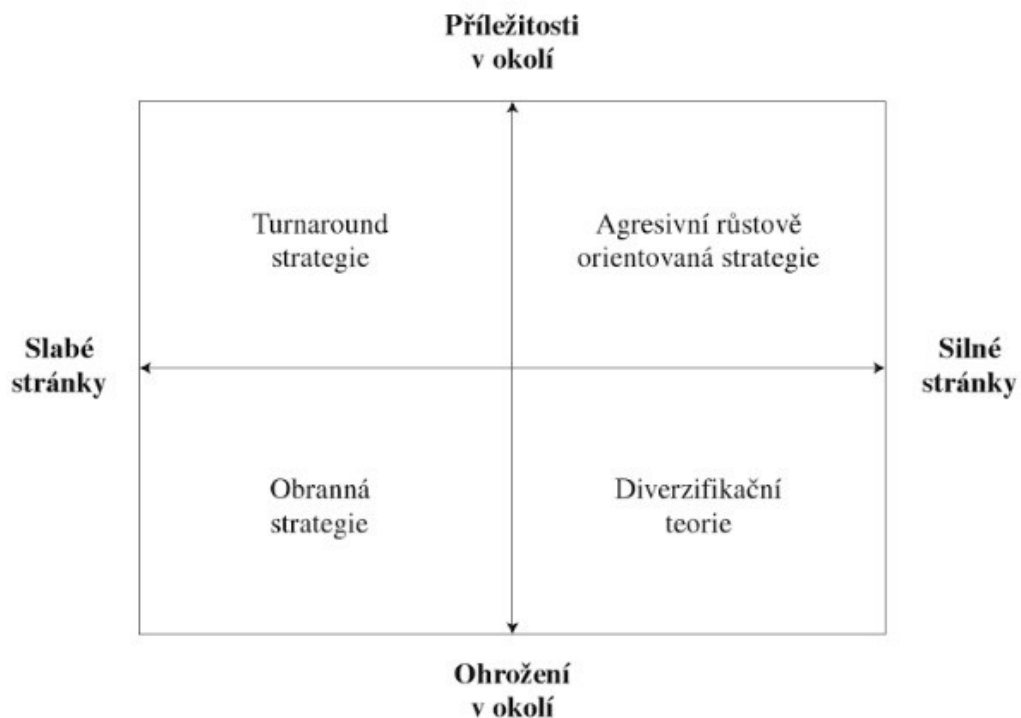 Příležitosti
v okolí
Turnaround
strategie
Agresivní růstově
orientovaná strategie
Slabé
stránky
Silné
stránky
Obranná
strategie
Diverzifikační
teorie
Ohrožení
v okolí